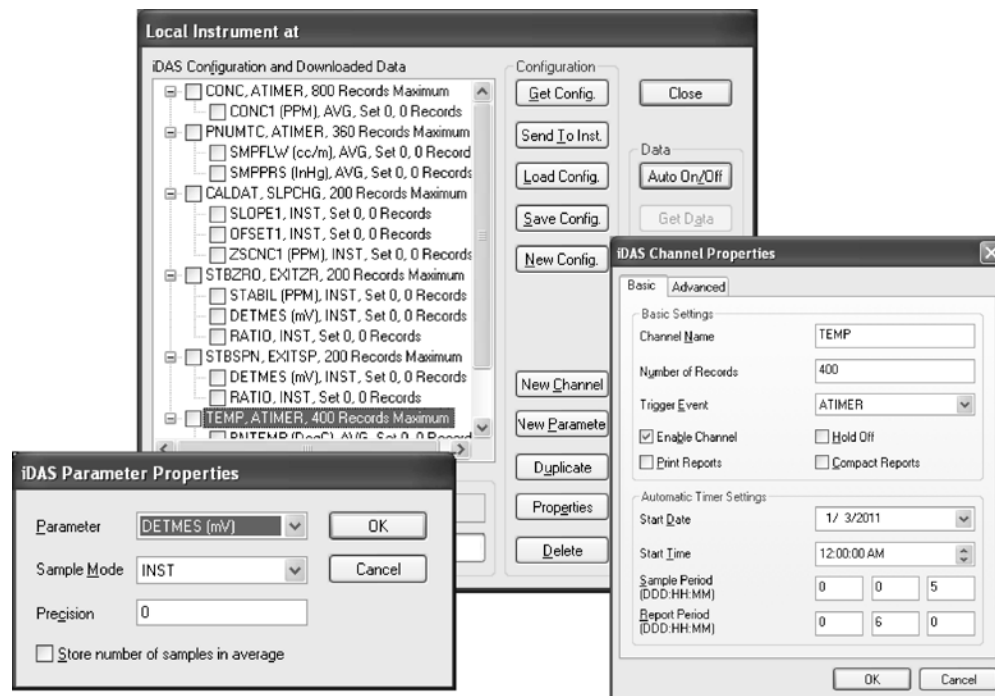 Local Instrument at
iDAS Configuration and Downloaded Data
CONC, ATIMER, 800 Records Maximum
CONC1 (PPM), AVG, Set 0, 0 Records
PNUMTC, ATIMER, 360 Records Maximum
SMPFLW (cc/m), AVG, Set 0, 0 Record
SMPPRS (InHg), AVG, Set 0, 0 Records
CALDAT, SLPCHG, 200 Records Maximum
SLOPE1, INST, Set 0, 0 Records
OFSET1, INST, Set 0, 0 Records
ZSCNC1 (PPM), INST, Set 0, 0 Records
STBZRO, EXITZR, 200 Records Maximum
STABIL (PPM), INST, Set 0, 0 Records
DETMES (mV), INST, Set 0, 0 Records
RATIO, INST, Set 0, 0 Records
STBSPN, EXITSP, 200 Records Maximum
DETMES (mV), INST, Set 0, 0 Records
RATIO, INST, Set 0, 0 Records
TEMP, ATIMER, 400 Records Maximum
Configuration
Get Config.
Send To Inst.
Load Config.
Save Config.
New Config.
New Channel
New Paramete
Duplicate
Properties
Delete
Close
Data
Auto On/Off
Get Data
iDAS Channel Properties
Basic
Advanced
Basic Settings
Channel Name
TEMP
Number of Records
400
Trigger Event
ATIMER
Enable Channel
Hold Off
Print Reports
Compact Reports
Automatic Timer Settings
Start Date
1/ 3/2011
Start Time
12:00:00 AM
Sample Period
(DDD:HH:MM)
0 0 5
Report Period
(DDD:HH:MM)
0 6 0
OK
Cancel
iDAS Parameter Properties
Parameter
DETMES (mV)
OK
Sample Mode
INST
Cancel
Precision
0
Store number of samples in average